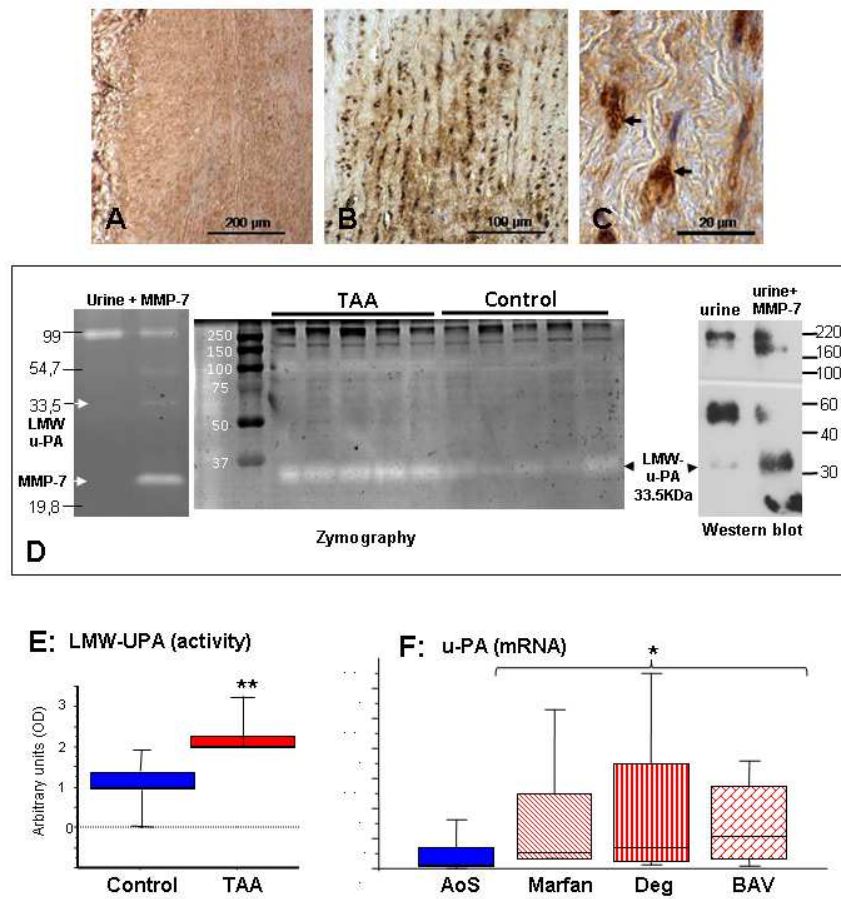 A
200 µm
B
100 µm
C
20 µm
Urine + MMP-7
99
54,7
33,5
LMW
u-PA
MMP-7
19,8
TAA
Control
250
150
100
75
50
37
Zymography
LMW-
u-PA
33.5KDa
urine
urine+
MMP-7
220
160
100
60
40
30
Western blot
D
E: LMW-UPA (activity)
Arbitrary units (OD)
3
2
1
0
**
Control
TAA
F: u-PA (mRNA)
*
AoS
Marfan
Deg
BAV